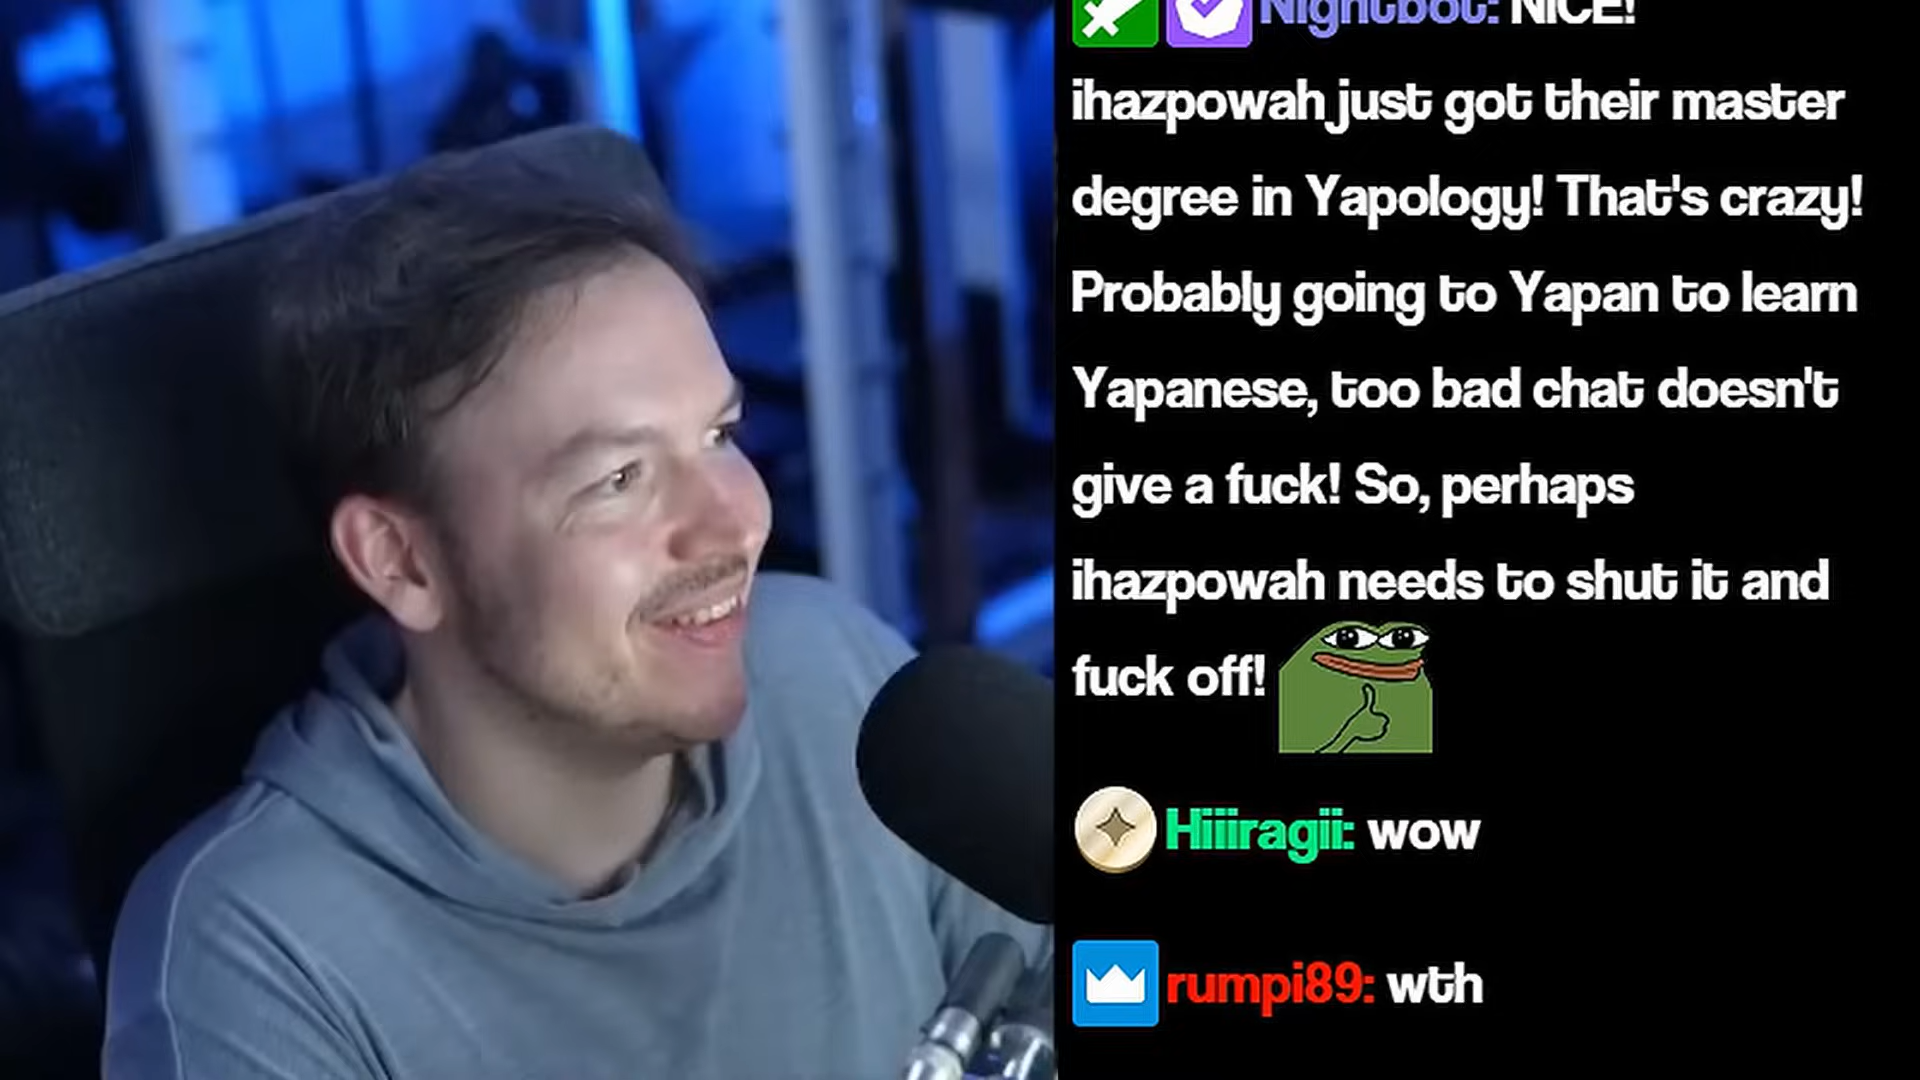 Nightbot: NICE!
ihazpowah just got their master
degree in Yapology! That's crazy!
Probably going to Yapan to learn
Yapanese, too bad chat doesn't
give a fuck! So, perhaps
ihazpowah needs to shut it and
fuck off!
Hiiiragii: wow
rumpi89: wth